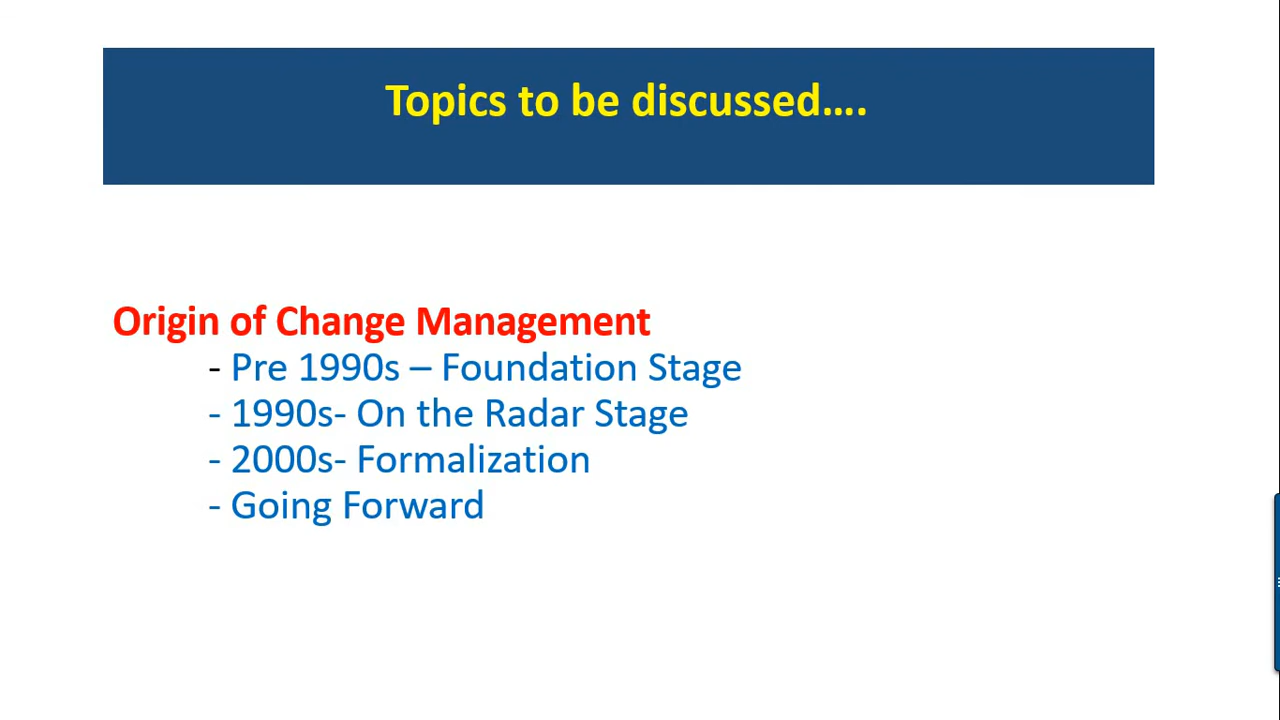 Topics to be discussed....
Origin of Change Management
- Pre 1990s – Foundation Stage
- 1990s- On the Radar Stage
- 2000s- Formalization
- Going Forward